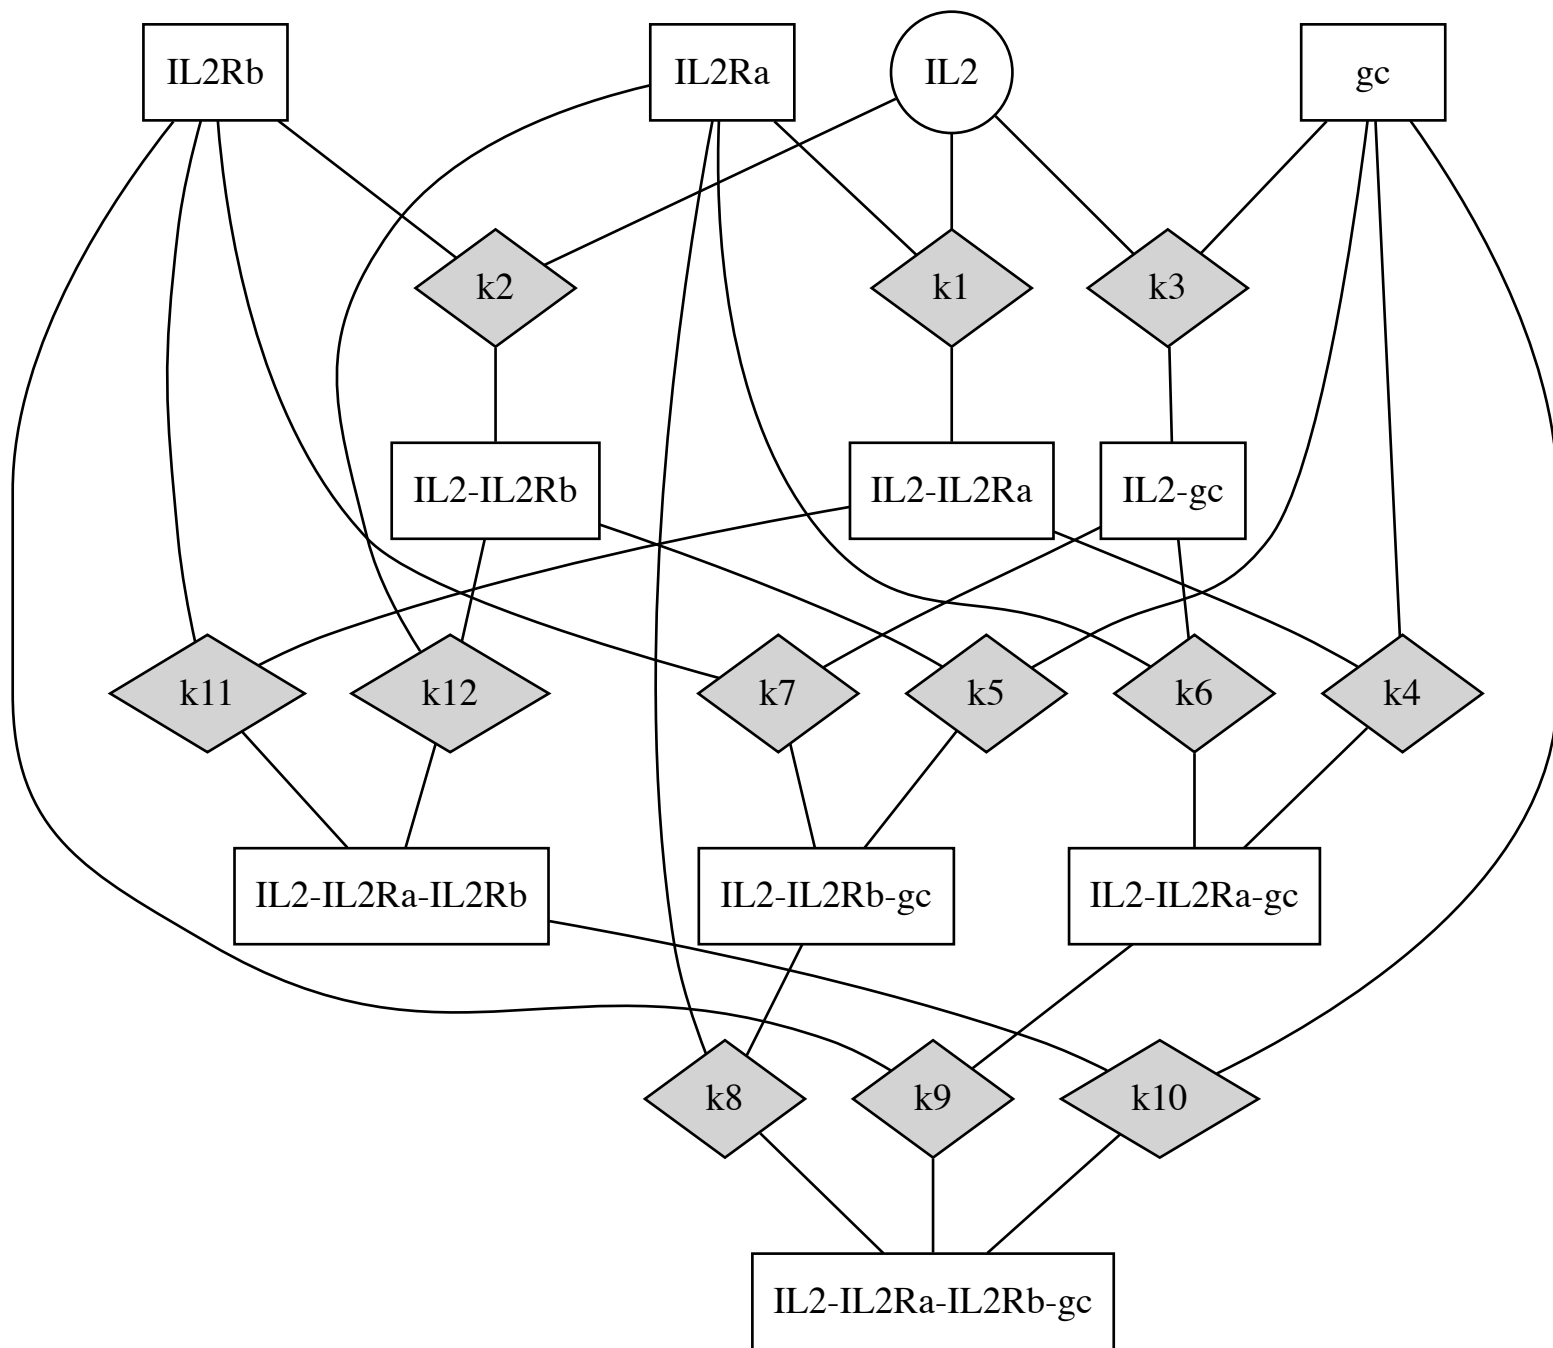 IL2Rb
IL2Ra
IL2
gc
k2
k1
k3
IL2-IL2Rb
IL2-IL2Ra
IL2-gc
k11
k12
k7
k5
k6
k4
IL2-IL2Ra-IL2Rb
IL2-IL2Rb-gc
IL2-IL2Ra-gc
k8
k9
k10
IL2-IL2Ra-IL2Rb-gc